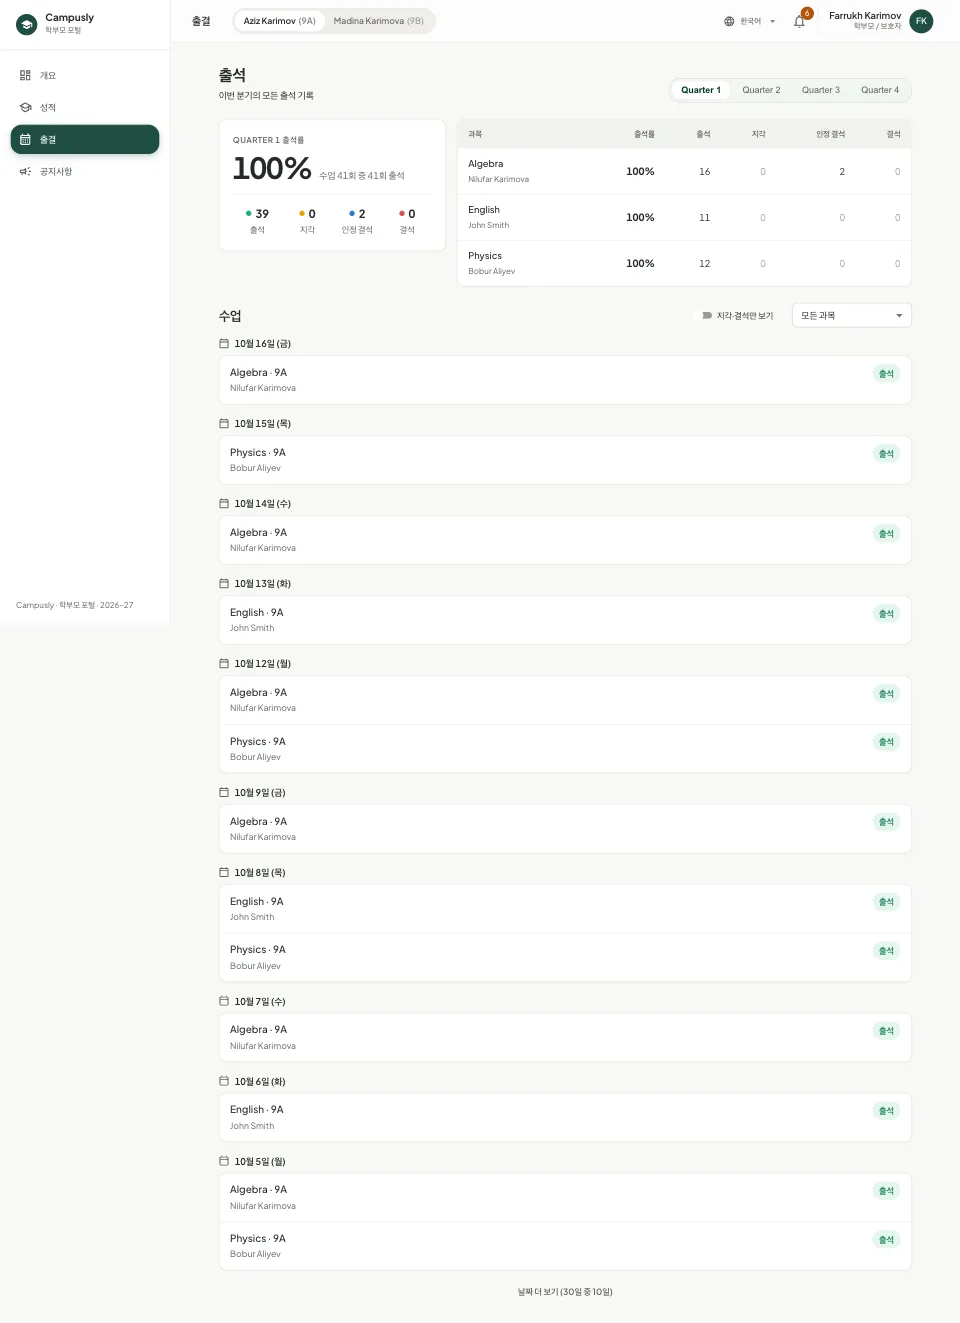 Campusly
학부모 포털
개요
성적
출결
공지사항
Campusly · 학부모 포털 · 2026–27
출결
Aziz Karimov (9A)
Madina Karimova (9B)
한국어
6
Farrukh Karimov
학부모 / 보호자
FK
출석
이번 분기의 모든 출석 기록
Quarter 1
Quarter 2
Quarter 3
Quarter 4
QUARTER 1 출석률
100% 수업 41회 중 41회 출석
39 0 2 0
출석 지각 인정 결석 결석
과목 출석률 출석 지각 인정 결석 결석
Algebra
Nilufar Karimova
100% 16 0 2 0
English
John Smith
100% 11 0 0 0
Physics
Bobur Aliyev
100% 12 0 0 0
수업
지각·결석만 보기
모든 과목
10월 16일 (금)
Algebra · 9A
Nilufar Karimova
출석
10월 15일 (목)
Physics · 9A
Bobur Aliyev
출석
10월 14일 (수)
Algebra · 9A
Nilufar Karimova
출석
10월 13일 (화)
English · 9A
John Smith
출석
10월 12일 (월)
Algebra · 9A
Nilufar Karimova
출석
Physics · 9A
Bobur Aliyev
출석
10월 9일 (금)
Algebra · 9A
Nilufar Karimova
출석
10월 8일 (목)
English · 9A
John Smith
출석
Physics · 9A
Bobur Aliyev
출석
10월 7일 (수)
Algebra · 9A
Nilufar Karimova
출석
10월 6일 (화)
English · 9A
John Smith
출석
10월 5일 (월)
Algebra · 9A
Nilufar Karimova
출석
Physics · 9A
Bobur Aliyev
출석
날짜 더 보기 (30일 중 10일)